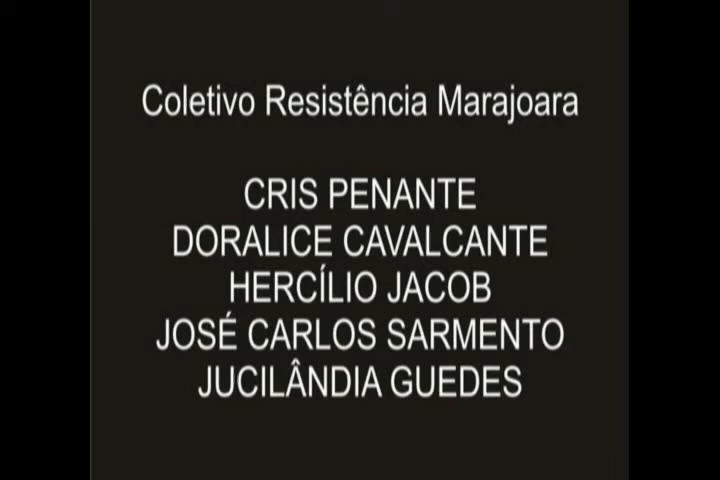 Coletivo Resistência Marajoara
CRIS PENANTE
DORALICE CAVALCANTE
HERCÍLIO JACOB
JOSÉ CARLOS SARMENTO
JUCILÂNDIA GUEDES